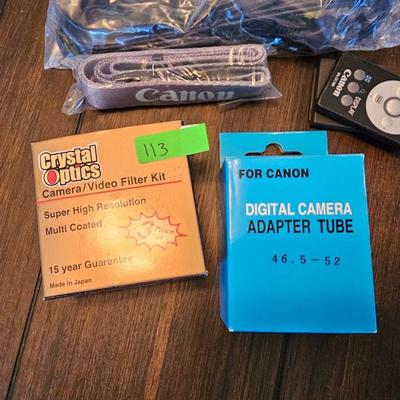 Canon
Canon
DISPLAY
Crystal
Optics
113
Camera/Video Filter Kit
Super High Resolution
Multi Coated
15 year Guarantee
Made in Japan
FOR CANON
DIGITAL CAMERA
ADAPTER TUBE
46.5-52